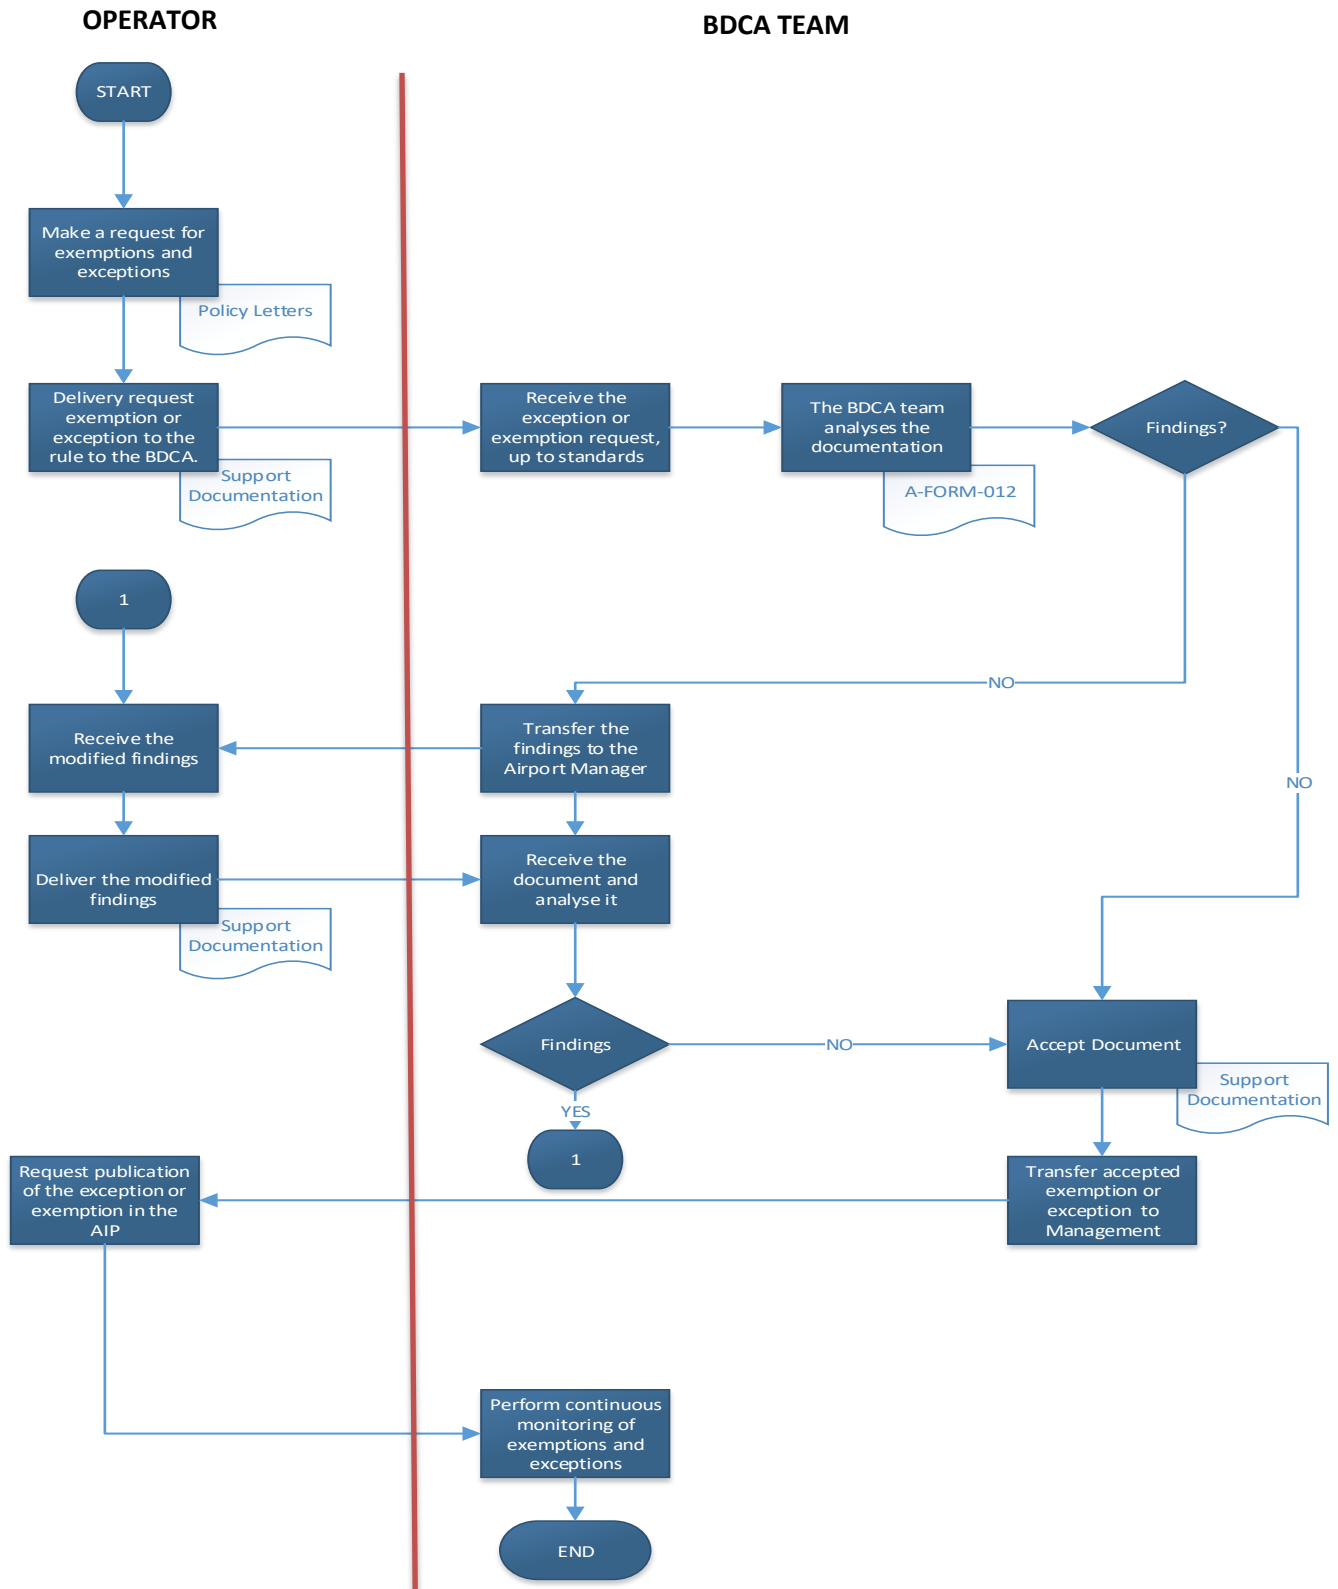 OPERATOR
BDCA TEAM
START
Make a request for
exemptions and
exceptions
Policy Letters
Delivery request
exemption or
exception to the
rule to the BDCA.
Support
Documentation
Receive the
exception or
exemption request,
up to standards
The BDCA team
analyses the
documentation
A-FORM-012
Findings?
1
NO
Receive the
modified findings
Transfer the
findings to the
Airport Manager
NO
Deliver the modified
findings
Support
Documentation
Receive the
document and
analyse it
Findings
NO
Accept Document
Support
Documentation
YES
1
Request publication
of the exception or
exemption in the
AIP
Transfer accepted
exemption or
exception to
Management
Perform continuous
monitoring of
exemptions and
exceptions
END